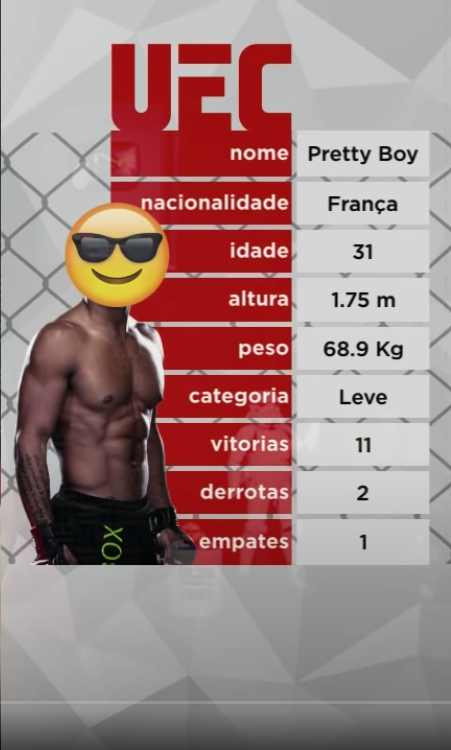 UFC
nome Pretty Boy
nacionalidade França
idade 31
altura 1.75 m
peso 68.9 Kg
categoria Leve
vitorias 11
derrotas 2
empates 1
BOX